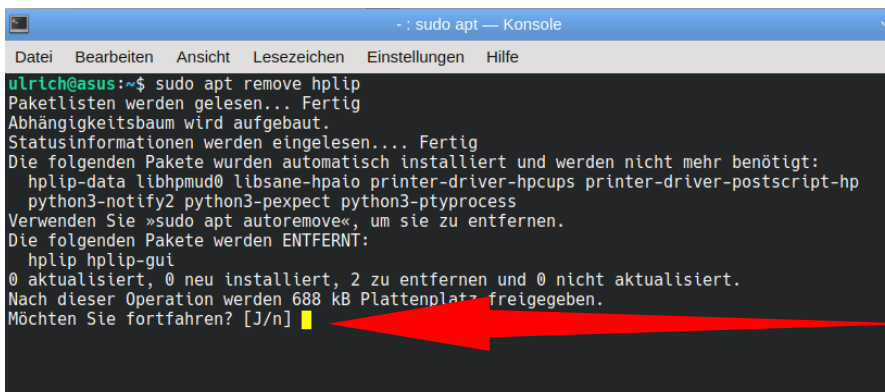 - : sudo apt — Konsole
Datei Bearbeiten Ansicht Lesezeichen Einstellungen Hilfe
ulrich@asus:~$ sudo apt remove hplip
Paketlisten werden gelesen... Fertig
Abhängigkeitsbaum wird aufgebaut.
Statusinformationen werden eingelesen.... Fertig
Die folgenden Pakete wurden automatisch installiert und werden nicht mehr benötigt:
hplip-data libhpmud0 libsane-hpaio printer-driver-hpcups printer-driver-postscript-hp
python3-notify2 python3-pexpect python3-ptyprocess
Verwenden Sie »sudo apt autoremove«, um sie zu entfernen.
Die folgenden Pakete werden ENTFERNT:
hplip hplip-gui
0 aktualisiert, 0 neu installiert, 2 zu entfernen und 0 nicht aktualisiert.
Nach dieser Operation werden 688 kB Plattenplatz freigegeben.
Möchten Sie fortfahren? [J/n]